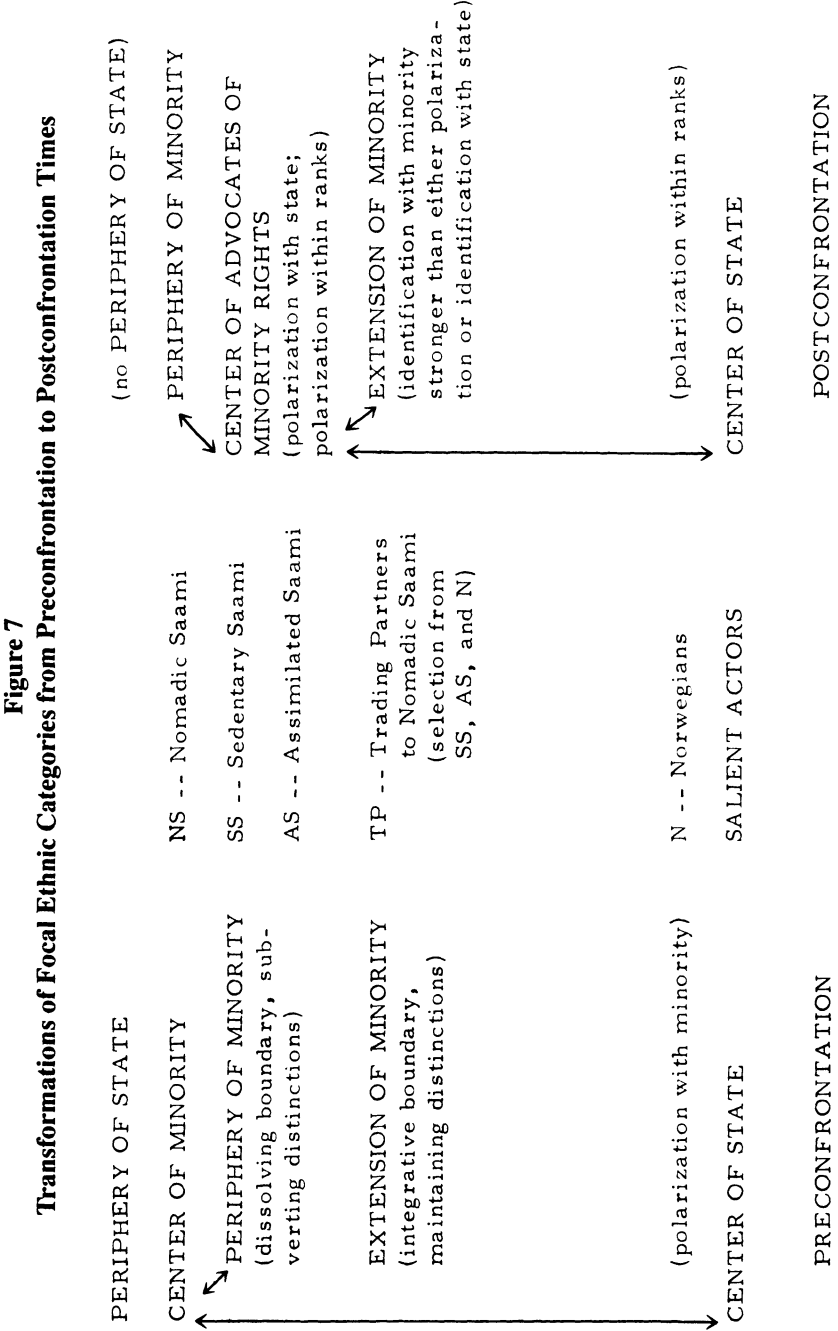 Figure 7
Transformations of Focal Ethnic Categories from Preconfrontation to Postconfrontation Times
PERIPHERY OF STATE
CENTER OF MINORITY
PERIPHERY OF MINORITY
(dissolving boundary, sub-
verting distinctions)
EXTENSION OF MINORITY
(integrative boundary,
maintaining distinctions)
(polarization with minority)
CENTER OF STATE
PRECONFRONTATION
NS -- Nomadic Saami
SS -- Sedentary Saami
AS -- Assimilated Saami
TP -- Trading Partners
to Nomadic Saami
(selection from
SS, AS, and N)
N -- Norwegians
SALIENT ACTORS
(no PERIPHERY OF STATE)
PERIPHERY OF MINORITY
CENTER OF ADVOCATES OF
MINORITY RIGHTS
(polarization with state;
polarization within ranks)
EXTENSION OF MINORITY
(identification with minority
stronger than either polariza-
tion or identification with state)
(polarization within ranks)
CENTER OF STATE
POSTCONFRONTATION